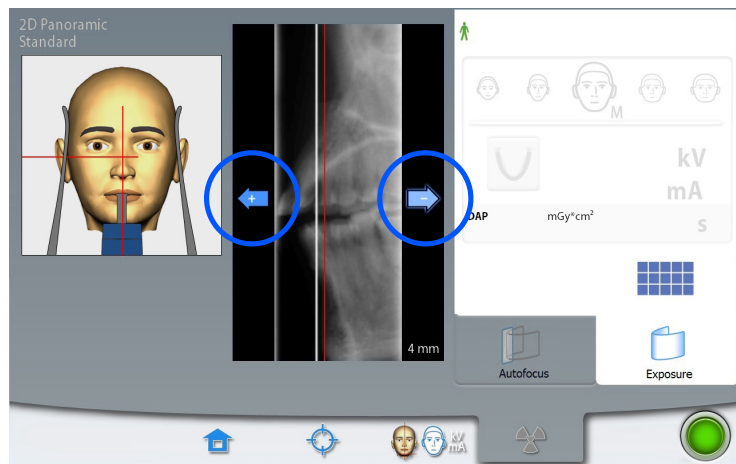 2D Panoramic
Standard
+
−
4 mm
M
kV
mA
DAP mGy*cm²
s
Autofocus
Exposure
kV
mA